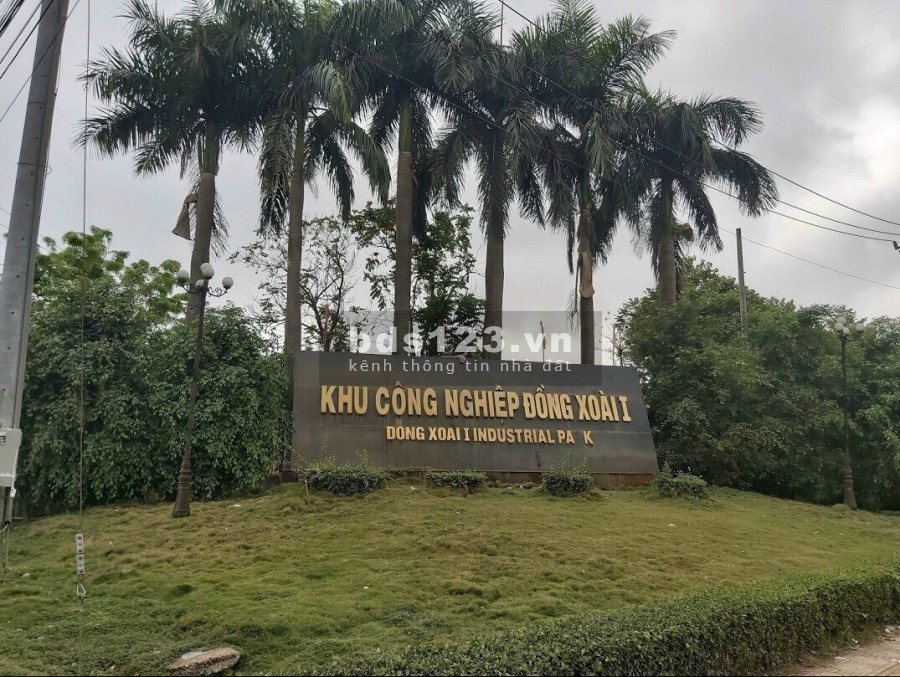 bds123.vn
kênh thông tin nhà đất
KHU CÔNG NGHIỆP ĐỒNG XOÀI I
DONG XOAI I INDUSTRIAL PA K